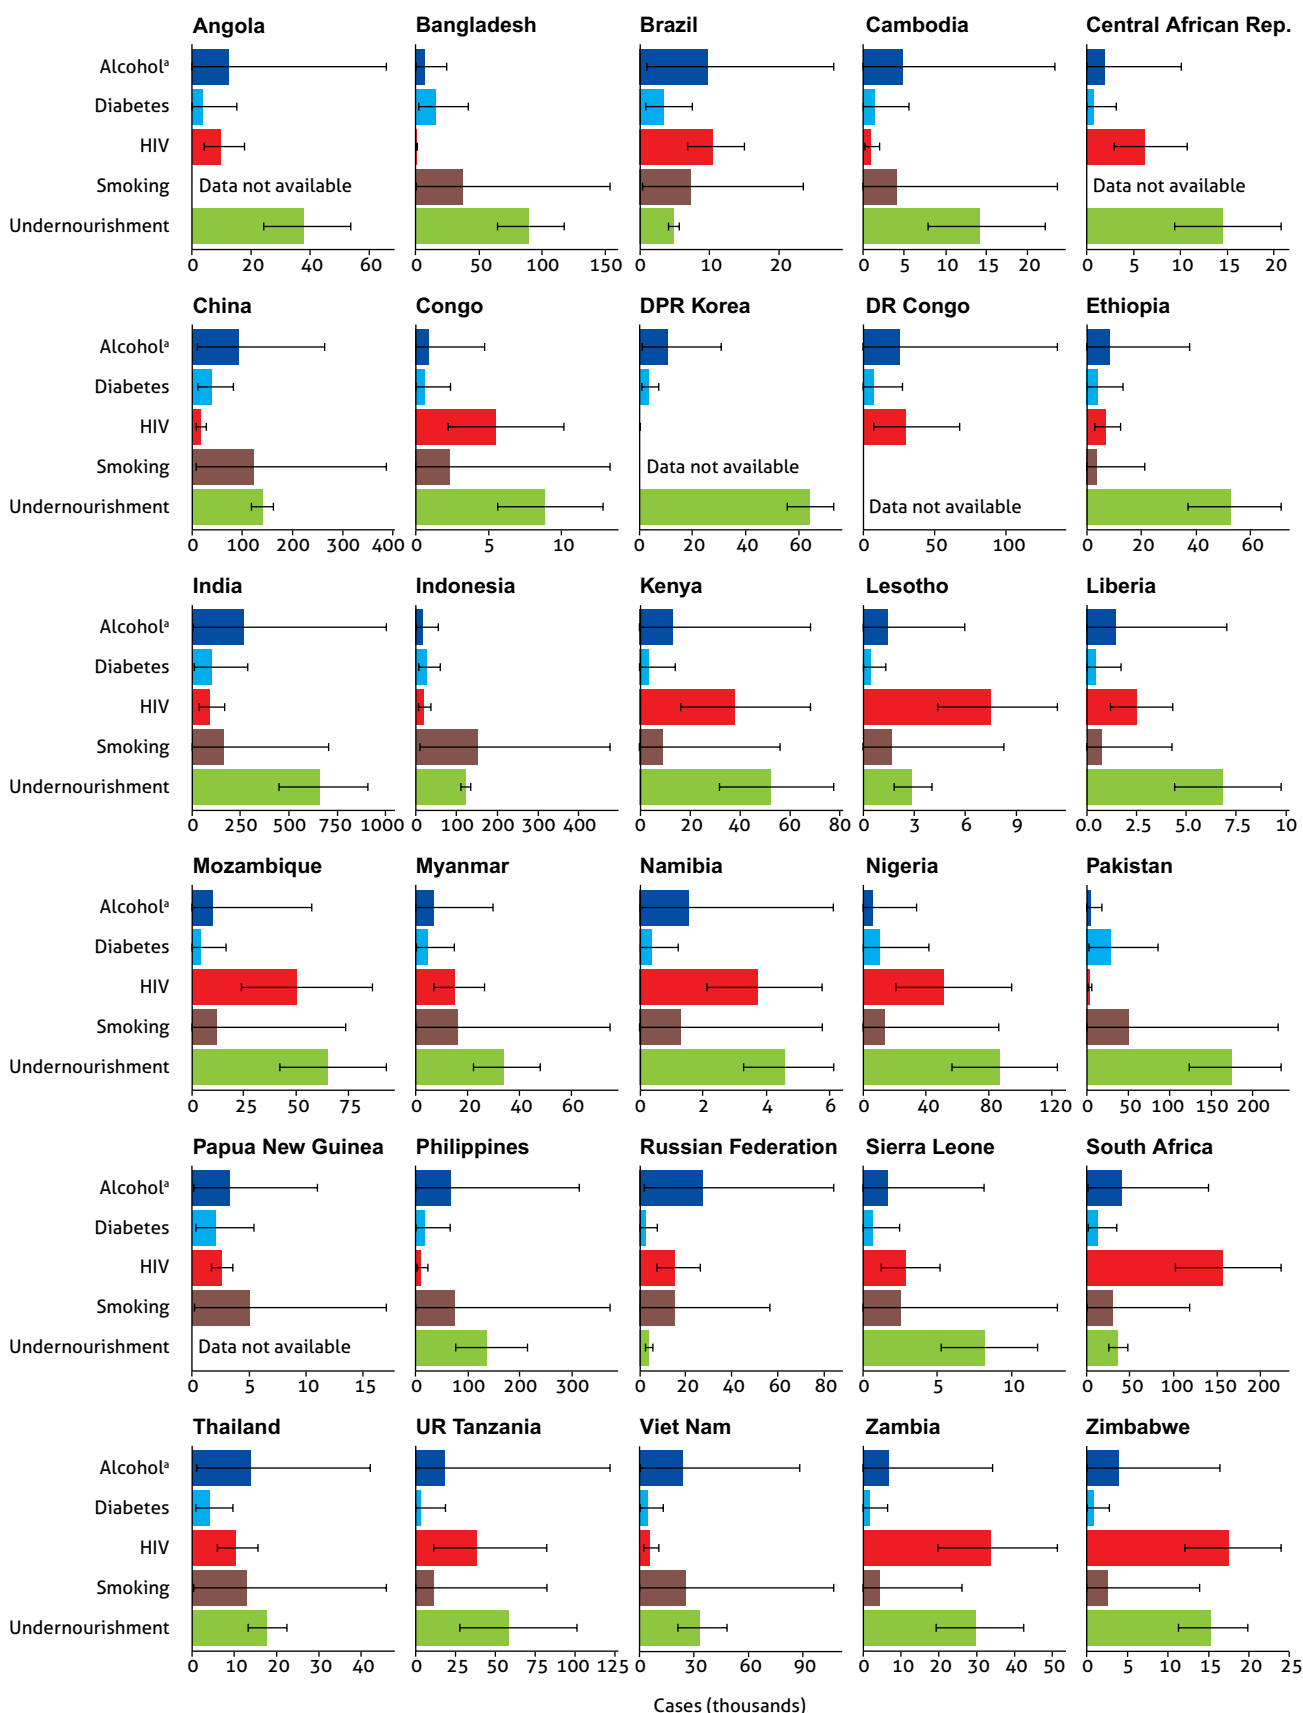 Angola Bangladesh Brazil Cambodia Central African Rep.
Alcoholª
Diabetes
HIV
Smoking Data not available Data not available
Undernourishment
0 20 40 60 0 50 100 150 0 10 20 0 5 10 15 20 0 5 10 15 20
China Congo DPR Korea DR Congo Ethiopia
Alcoholª
Diabetes
HIV
Smoking Data not available
Undernourishment Data not available
0 100 200 300 400 0 5 10 0 20 40 60 0 50 100 0 20 40 60
India Indonesia Kenya Lesotho Liberia
Alcoholª
Diabetes
HIV
Smoking
Undernourishment
0 250 500 750 1000 0 100 200 300 400 0 20 40 60 80 0 3 6 9 0.0 2.5 5.0 7.5 10
Mozambique Myanmar Namibia Nigeria Pakistan
Alcoholª
Diabetes
HIV
Smoking
Undernourishment
0 25 50 75 0 20 40 60 0 2 4 6 0 40 80 120 0 50 100 150 200
Papua New Guinea Philippines Russian Federation Sierra Leone South Africa
Alcoholª
Diabetes
HIV
Smoking
Undernourishment Data not available
0 5 10 15 0 100 200 300 0 20 40 60 80 0 5 10 0 50 100 150 200
Thailand UR Tanzania Viet Nam Zambia Zimbabwe
Alcoholª
Diabetes
HIV
Smoking
Undernourishment
0 10 20 30 40 0 25 50 75 100 125 0 30 60 90 0 10 20 30 40 50 0 5 10 15 20 25
Cases (thousands)